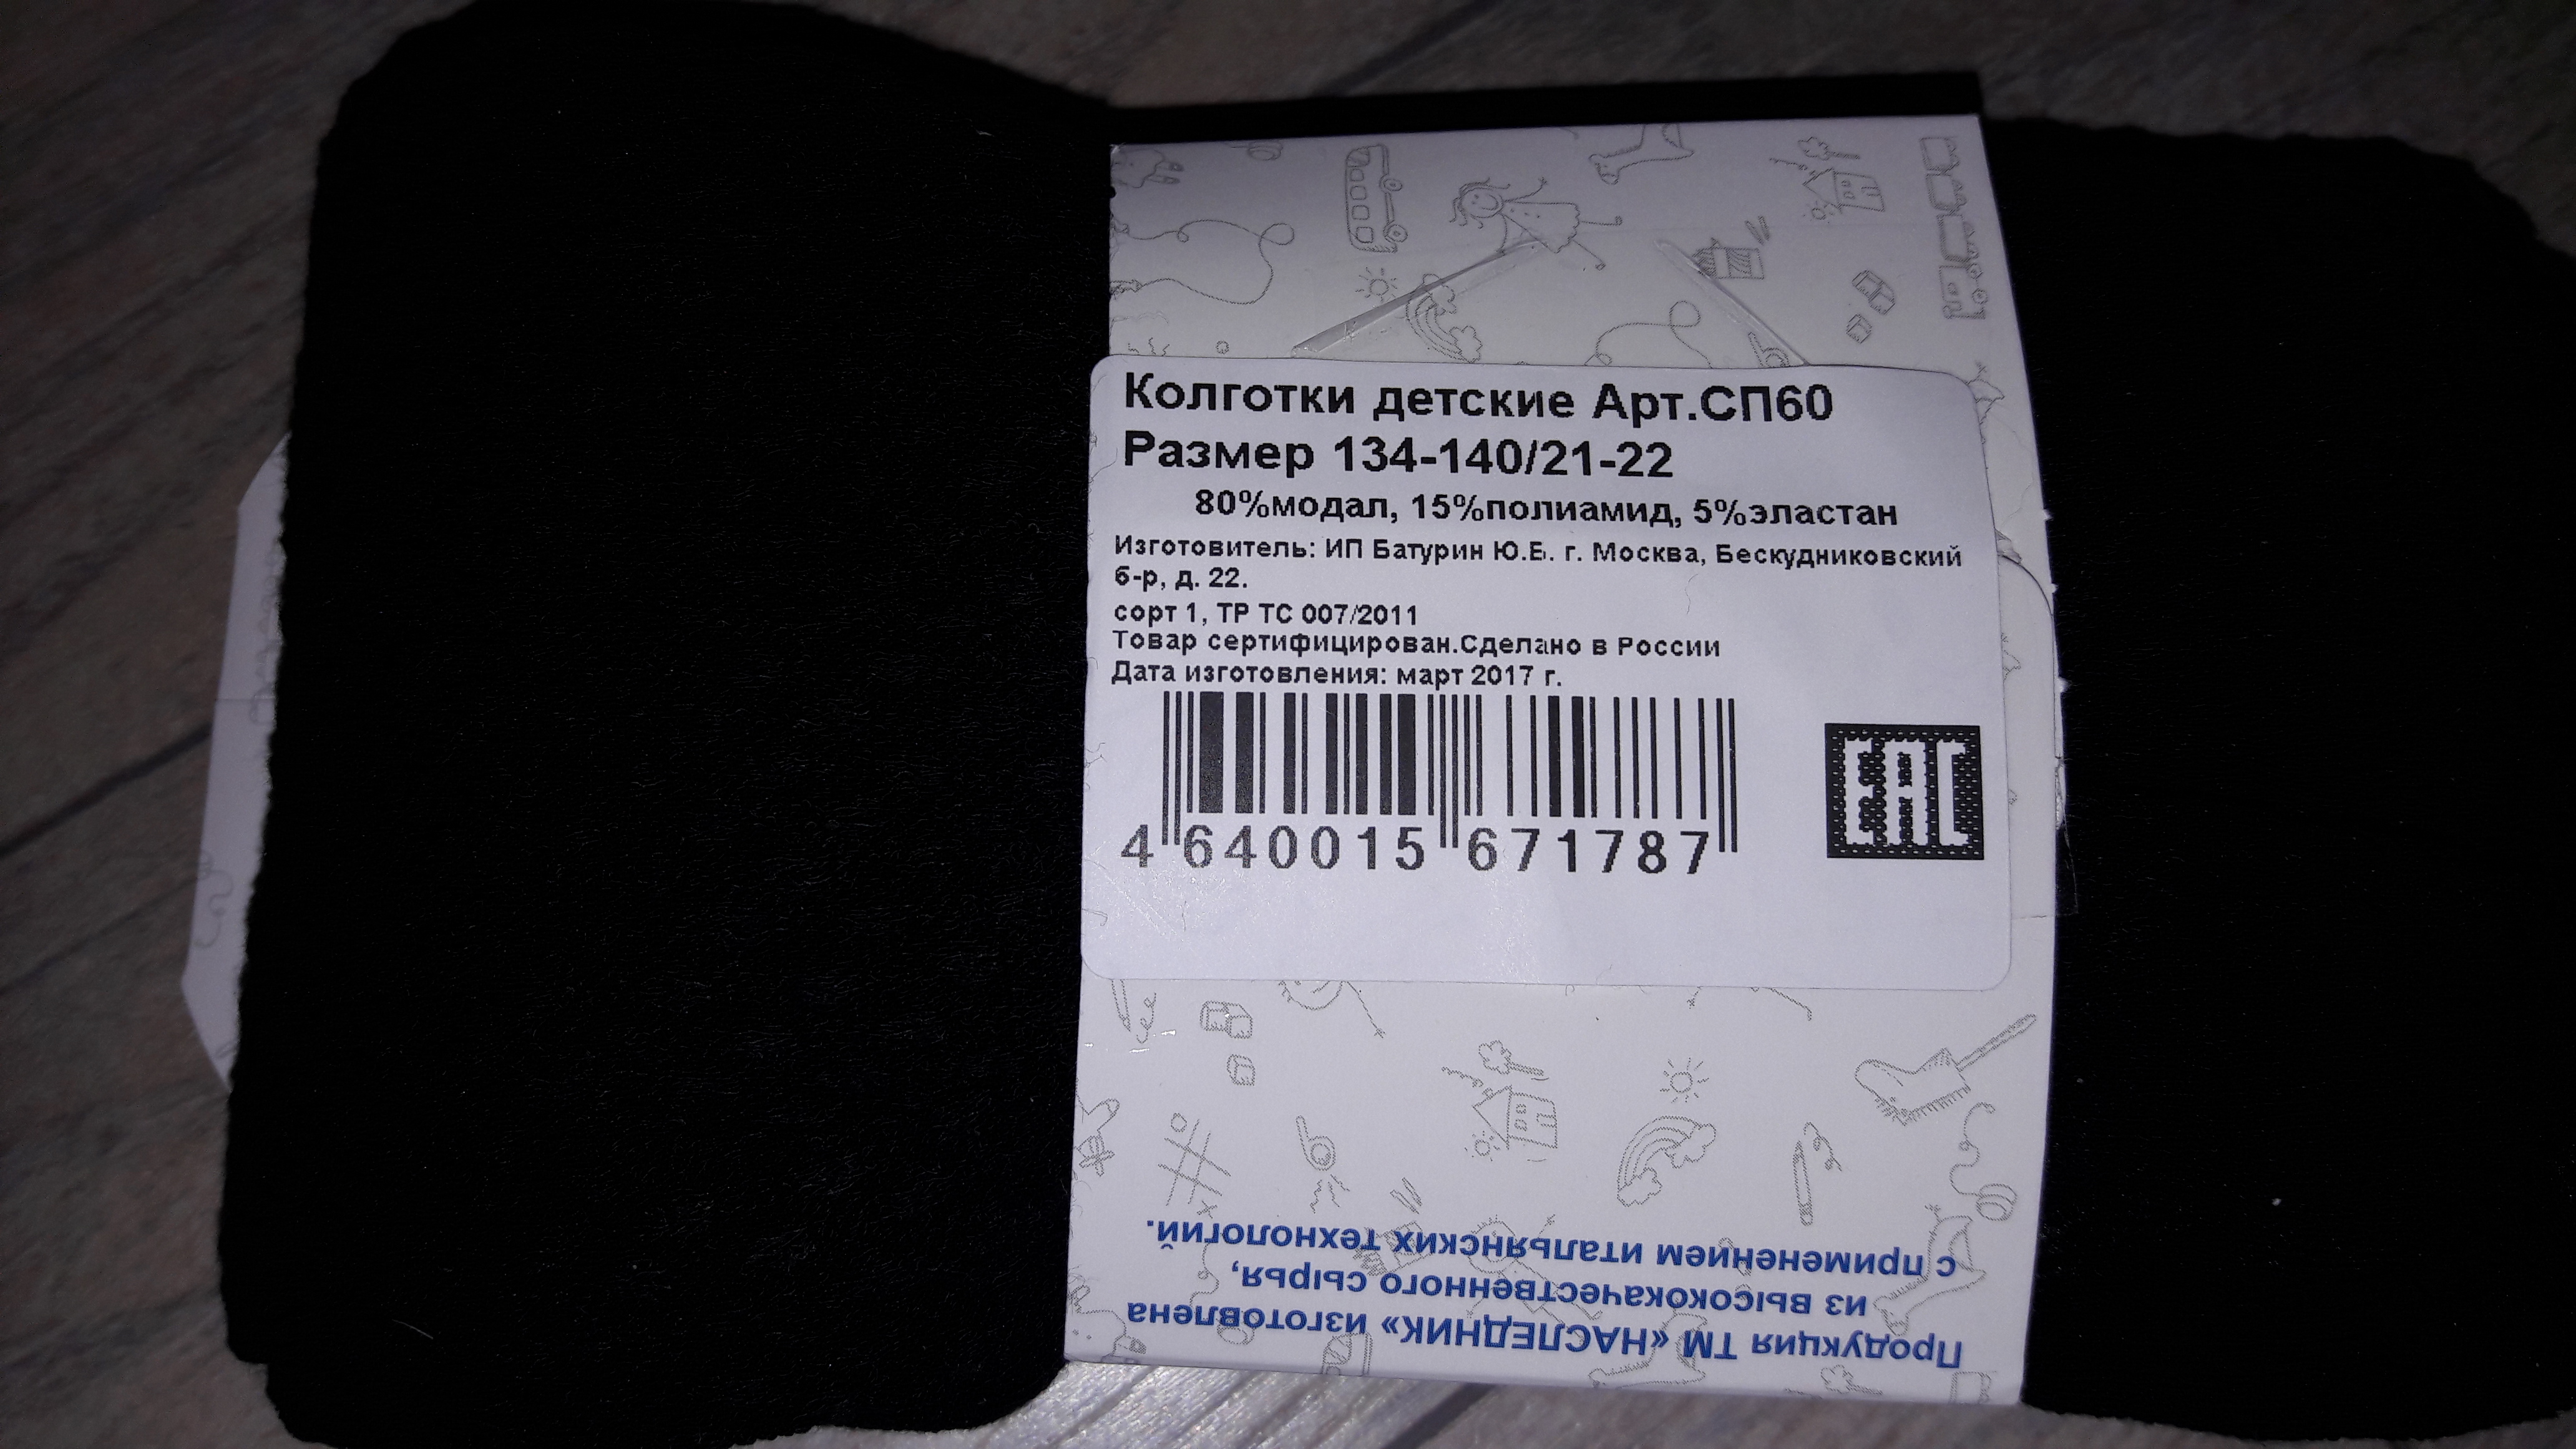 Колготки детские Арт.СП60
Размер 134-140/21-22
80%модал, 15%полиамид, 5%эластан
Изготовитель: ИП Батурин Ю.Е. г. Москва, Бескудниковский
б-р, д. 22.
сорт 1, ТР ТС 007/2011
Товар сертифицирован.Сделано в России
Дата изготовления: март 2017 г.
4 640015 671787
EAC
Продукция ТМ «НАСЛЕДНИК» изготовлена
из высококачественного сырья,
с применением итальянских технологий.